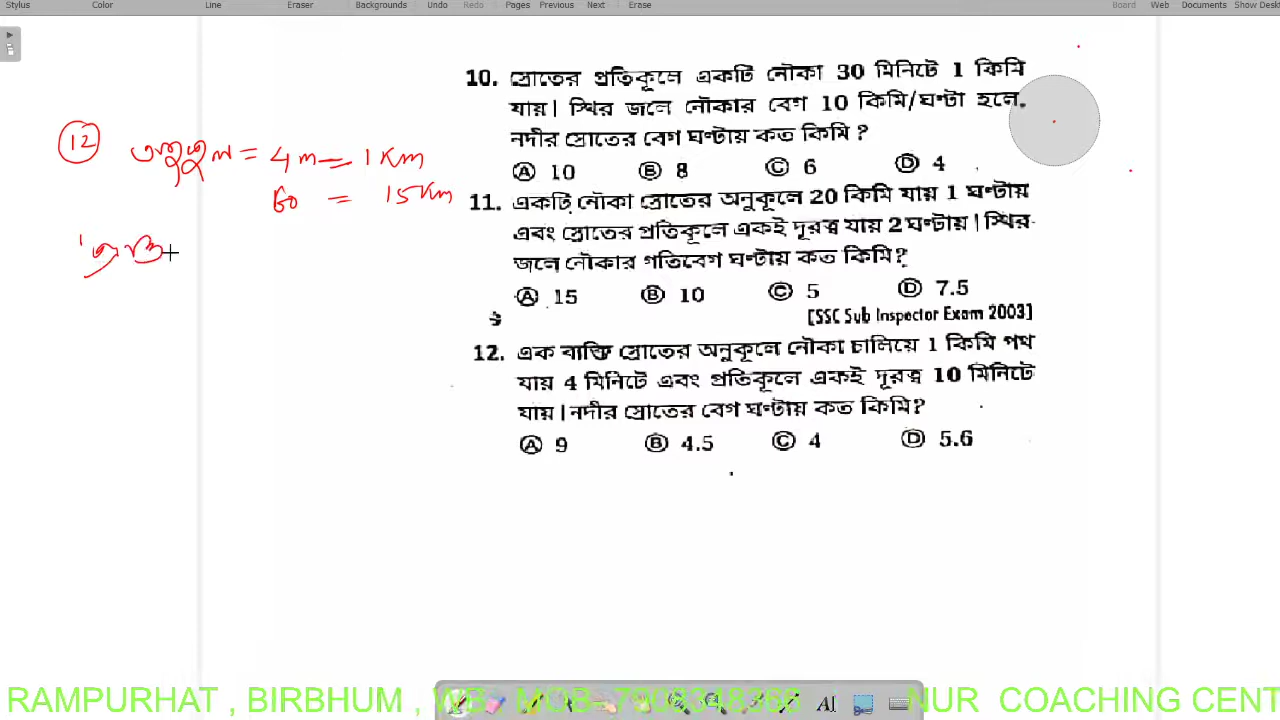 Stylus Color Line Eraser Backgrounds Undo Redo Pages Previous Next Erase Board Web Documents Show Desk
10. স্রোতের প্রতিকূলে একটি নৌকা 30 মিনিটে 1 কিমি
যায়। স্থির জলে নৌকার বেগ 10 কিমি/ঘণ্টা হলে,
নদীর স্রোতের বেগ ঘণ্টায় কত কিমি?
Ⓐ 10 Ⓑ 8 Ⓒ 6 Ⓓ 4
11. একটি নৌকা স্রোতের অনুকূলে 20 কিমি যায় 1 ঘণ্টায়
এবং স্রোতের প্রতিকূলে একই দূরত্ব যায় 2 ঘণ্টায়। স্থির
জলে নৌকার গতিবেগ ঘণ্টায় কত কিমি?
Ⓐ 15 Ⓑ 10 Ⓒ 5 Ⓓ 7.5
[SSC Sub Inspector Exam 2003]
12. এক ব্যক্তি স্রোতের অনুকূলে নৌকা চালিয়ে 1 কিমি পথ
যায় 4 মিনিটে এবং প্রতিকূলে একই দূরত্ব 10 মিনিটে
যায়। নদীর স্রোতের বেগ ঘণ্টায় কত কিমি?
Ⓐ 9 Ⓑ 4.5 Ⓒ 4 Ⓓ 5.6
12 অনুকূল = 4 m = 1 Km
60 = 15 Km
RAMPURHAT , BIRBHUM , WB MOB- 7908348366 NUR COACHING CENT